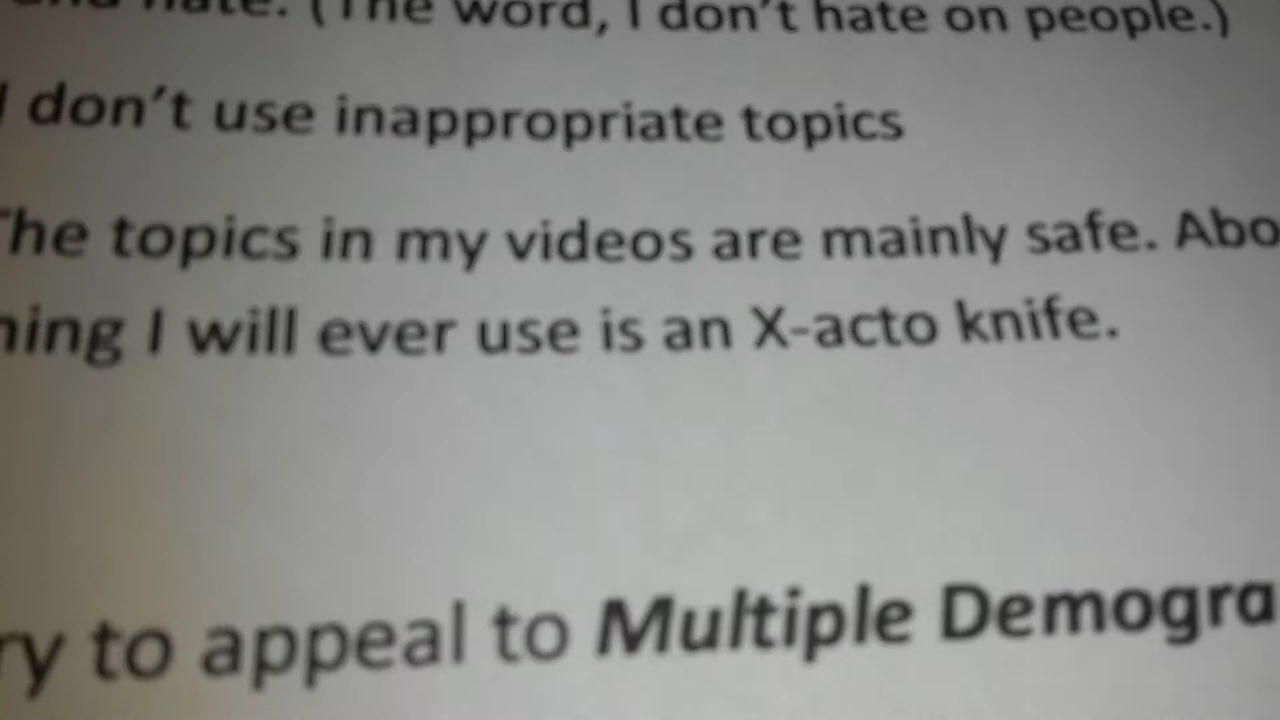 hate. (The word, I don't hate on people.)
I don't use inappropriate topics
The topics in my videos are mainly safe. Abo
ning I will ever use is an X-acto knife.
ry to appeal to Multiple Demogra